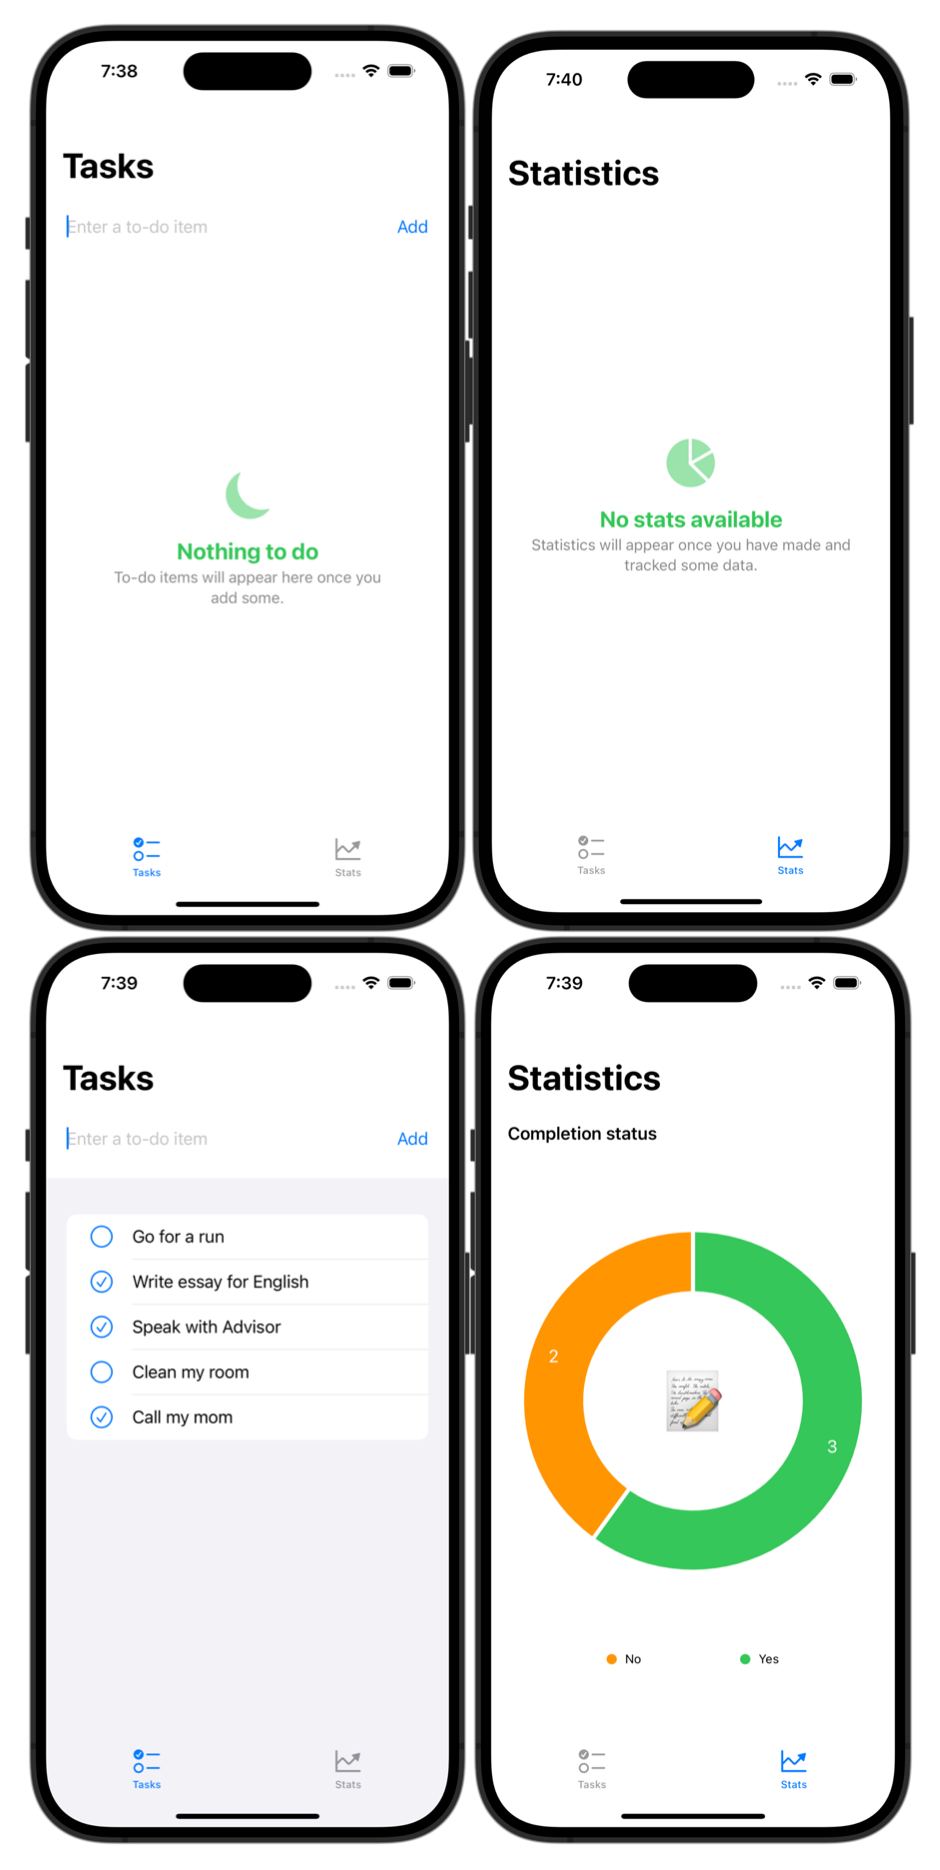 7:38
Tasks
Enter a to-do item
Add
Nothing to do
To-do items will appear here once you
add some.
Tasks
Stats
7:40
Statistics
No stats available
Statistics will appear once you have made and
tracked some data.
Tasks
Stats
7:39
Tasks
Enter a to-do item
Add
Go for a run
Write essay for English
Speak with Advisor
Clean my room
Call my mom
Tasks
Stats
7:39
Statistics
Completion status
2
3
No
Yes
Tasks
Stats